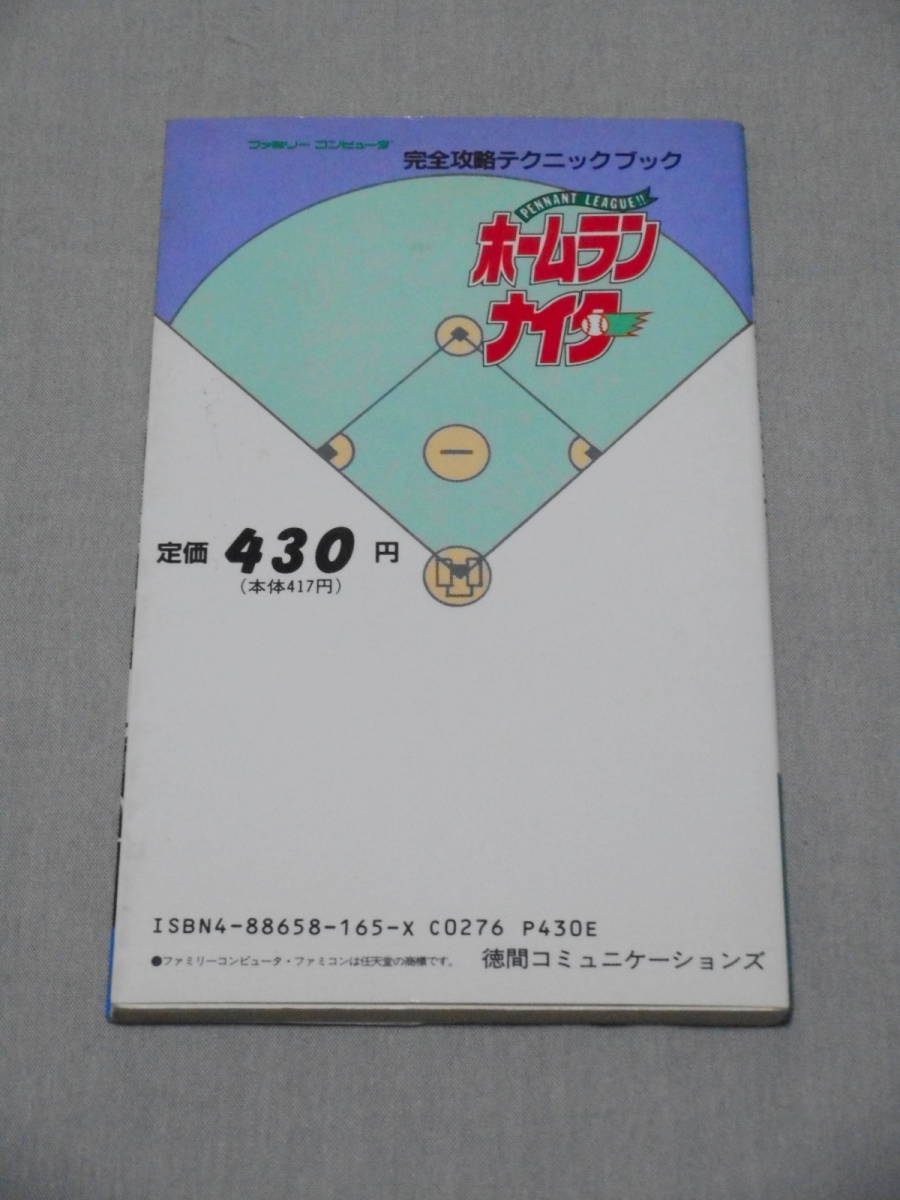 ファミリー コンピュータ
完全攻略テクニックブック
PENNANT LEAGUE!!
ホームラン
ナイター
定価 430 円
(本体417円)
ISBN4-88658-165-X C0276 P430E
●ファミリーコンピュータ・ファミコンは任天堂の商標です。
徳間コミュニケーションズ